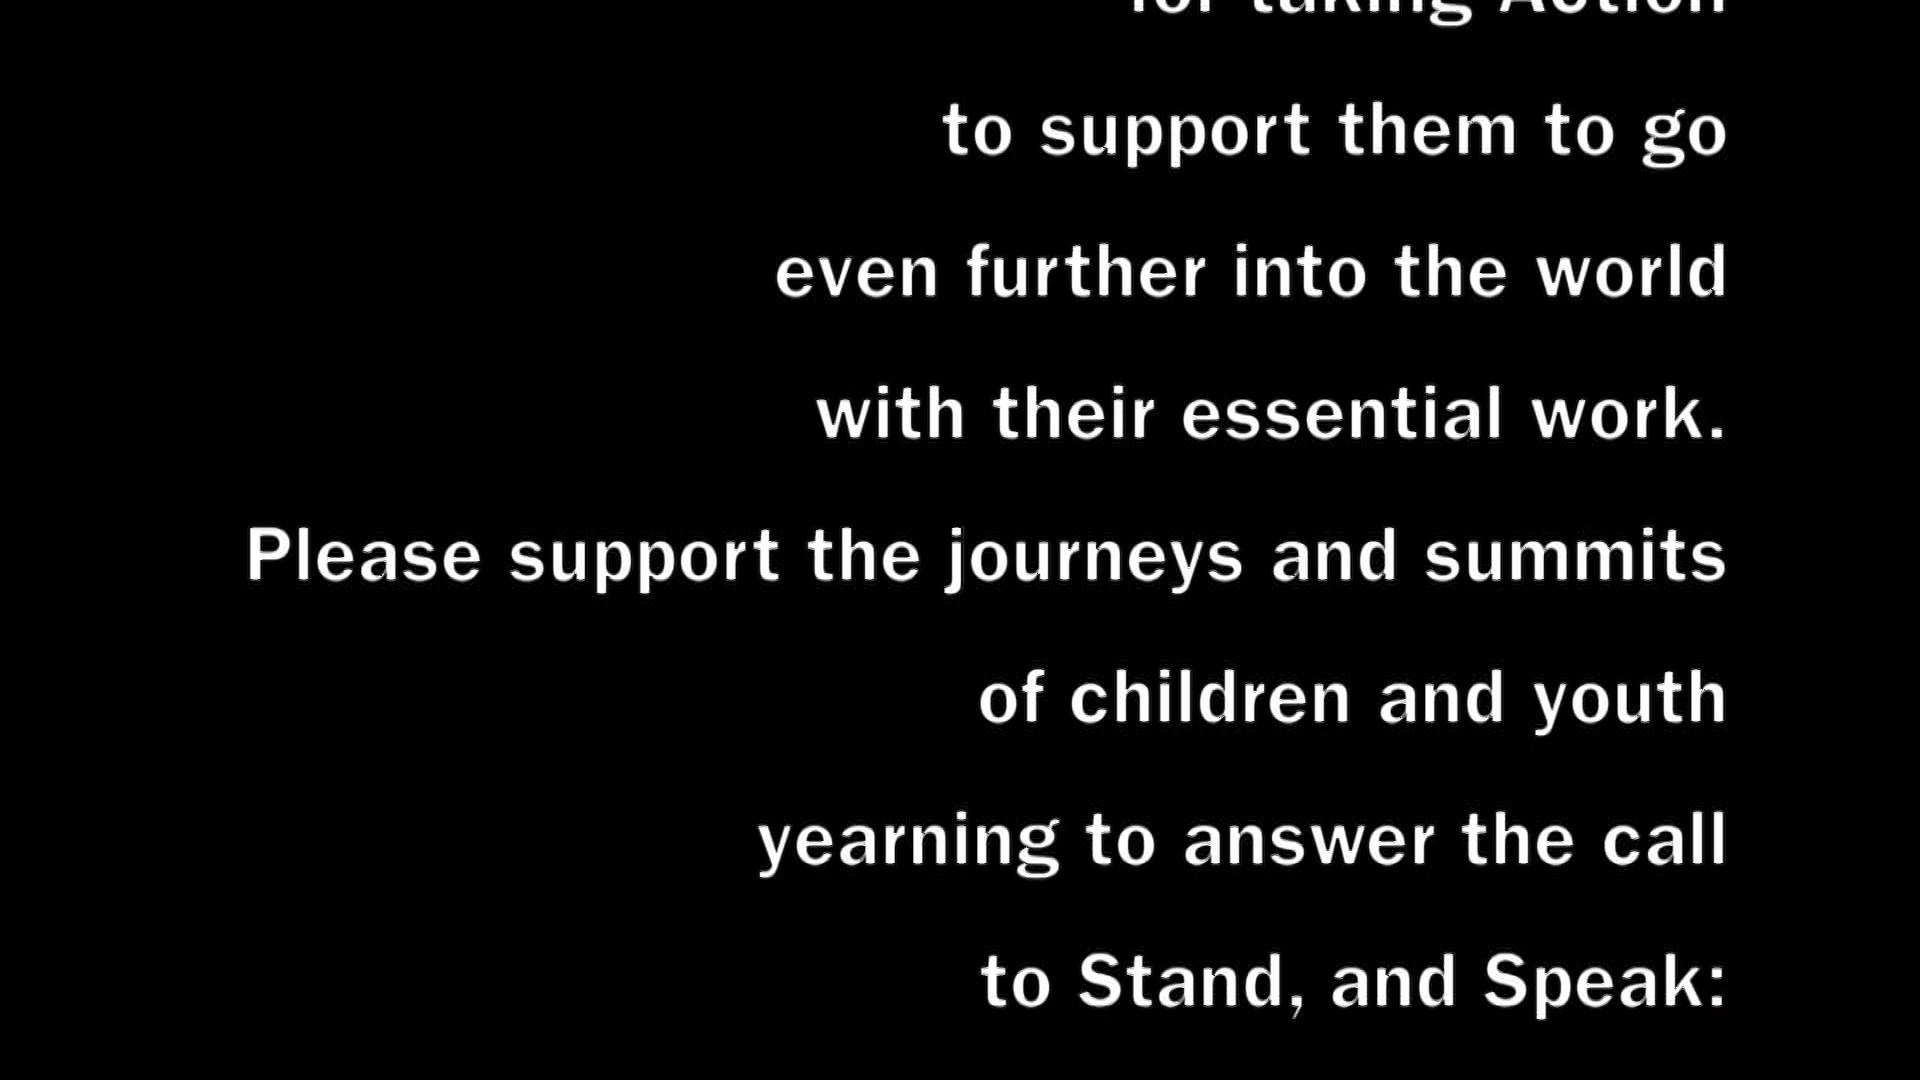 for taking Action
to support them to go
even further into the world
with their essential work.
Please support the journeys and summits
of children and youth
yearning to answer the call
to Stand, and Speak: